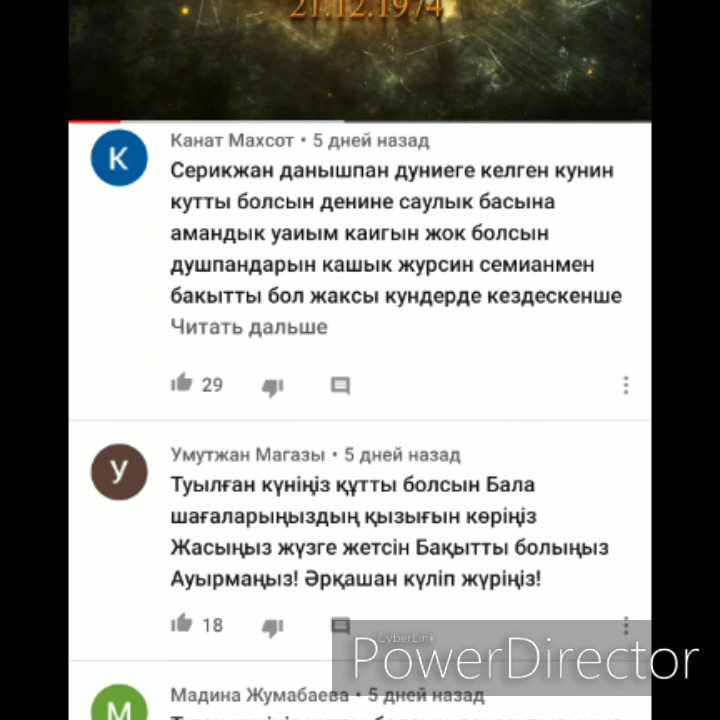 21.12.1974
К
Канат Махсот • 5 дней назад
Серикжан данышпан дуниеге келген кунин
кутты болсын денине саулык басына
амандык уаиым каигын жок болсын
душпандарын кашык журсин семианмен
бакытты бол жаксы кундерде кездескенше
Читать дальше
29
У
Умутжан Магазы • 5 дней назад
Туылған күніңіз құтты болсын Бала
шағаларыңыздың қызығын көріңіз
Жасыңыз жүзге жетсін Бақытты болыңыз
Ауырмаңыз! Әрқашан күліп жүріңіз!
18
CyberLink
PowerDirector
М
Мадина Жумабаева • 5 дней назад